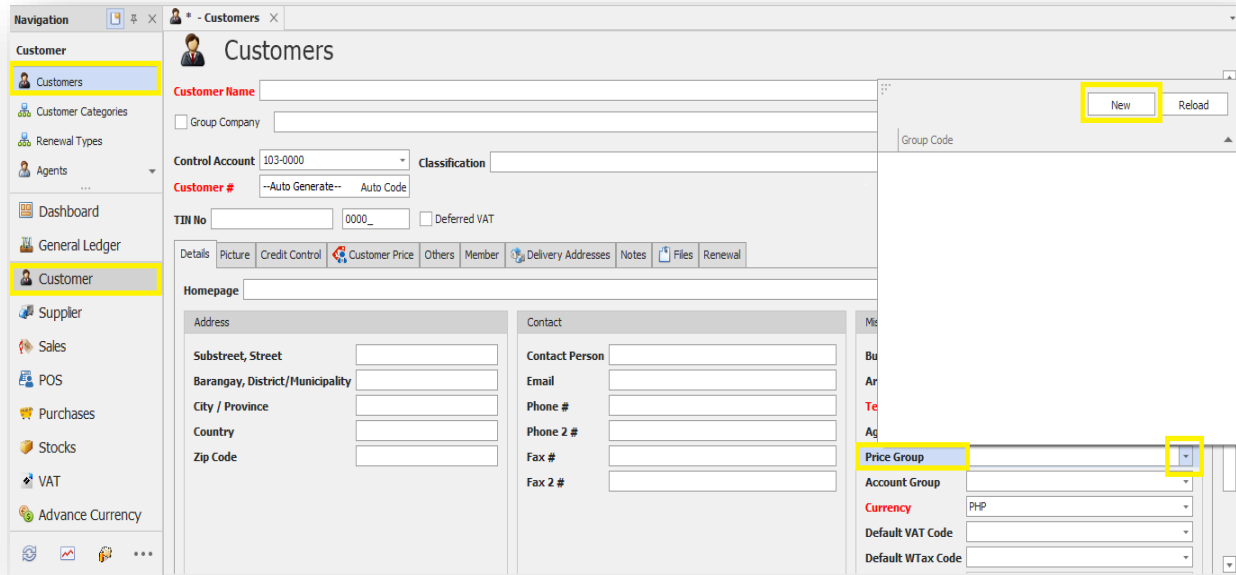 Navigation
* - Customers
Customer
Customers
Customer Categories
Renewal Types
Agents
Dashboard
General Ledger
Customer
Supplier
Sales
POS
Purchases
Stocks
VAT
Advance Currency
Customers
Customer Name
Group Company
Control Account 103-0000 Classification
Customer # --Auto Generate-- Auto Code
TIN No 0000_ Deferred VAT
Details Picture Credit Control Customer Price Others Member Delivery Addresses Notes Files Renewal
Homepage
Address
Substreet, Street
Barangay, District/Municipality
City / Province
Country
Zip Code
Contact
Contact Person
Email
Phone #
Phone 2 #
Fax #
Fax 2 #
New Reload
Group Code
Price Group
Account Group
Currency PHP
Default VAT Code
Default WTax Code